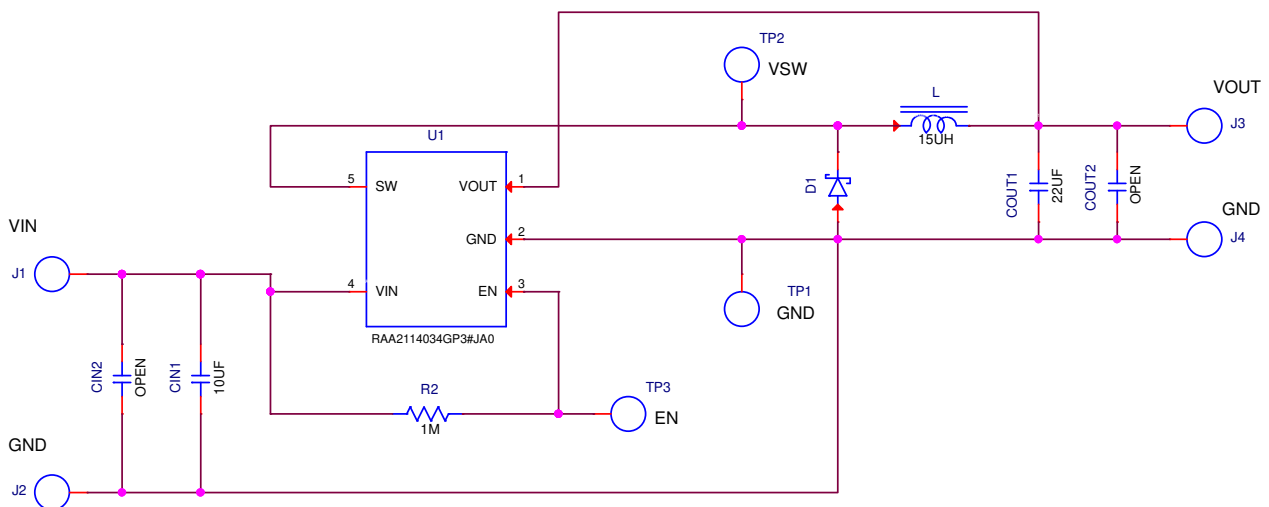 TP2
VSW
L
15UH
VOUT
J3
U1
5
SW
VOUT
1
GND
2
4
VIN
EN
3
RAA2114034GP3#JA0
D1
COUT1
22UF
COUT2
OPEN
GND
J4
TP1
GND
VIN
J1
CIN2
OPEN
CIN1
10UF
R2
1M
TP3
EN
GND
J2